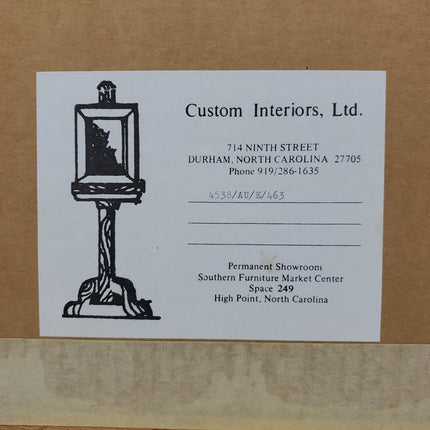 Custom Interiors, Ltd.
714 NINTH STREET
DURHAM, NORTH CAROLINA 27705
Phone 919/286-1635
4538/AU/E/463
Permanent Showroom
Southern Furniture Market Center
Space 249
High Point, North Carolina